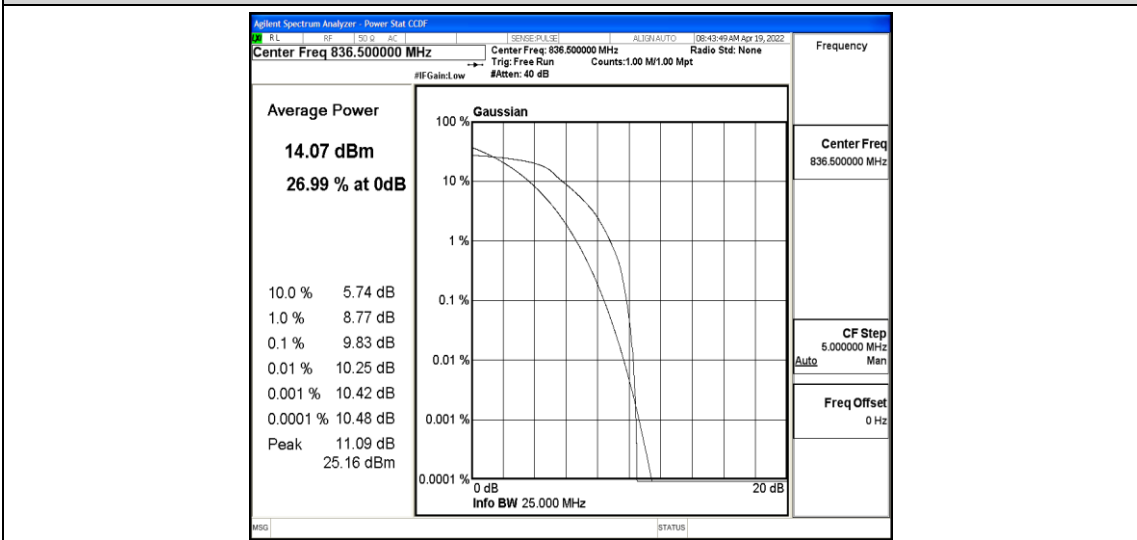 Agilent Spectrum Analyzer - Power Stat CCDF
LXI RL RF 50 Ω AC SENSE:PULSE ALIGNAUTO 08:43:49 AM Apr 19, 2022
Center Freq 836.500000 MHz
Center Freq: 836.500000 MHz Radio Std: None
Trig: Free Run Counts:1.00 M/1.00 Mpt
#IFGain:Low #Atten: 40 dB
Frequency
Average Power
14.07 dBm
26.99 % at 0dB
10.0 % 5.74 dB
1.0 % 8.77 dB
0.1 % 9.83 dB
0.01 % 10.25 dB
0.001 % 10.42 dB
0.0001 % 10.48 dB
Peak 11.09 dB
25.16 dBm
Gaussian
100 %
10 %
1 %
0.1 %
0.01 %
0.001 %
0.0001 %
0 dB 20 dB
Info BW 25.000 MHz
Center Freq
836.500000 MHz
CF Step
5.000000 MHz
Auto Man
Freq Offset
0 Hz
MSG STATUS